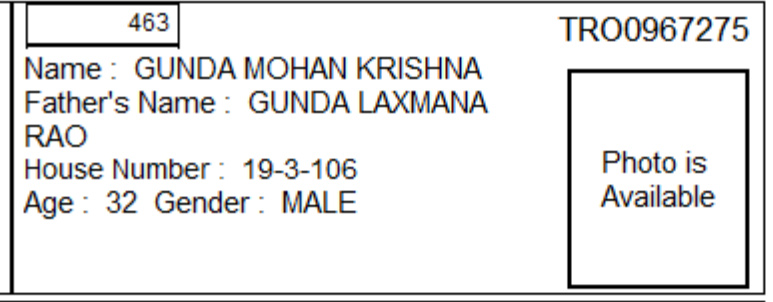 463
TRO0967275
Name : GUNDA MOHAN KRISHNA
Father's Name : GUNDA LAXMANA
RAO
House Number : 19-3-106
Age : 32 Gender : MALE
Photo is
Available